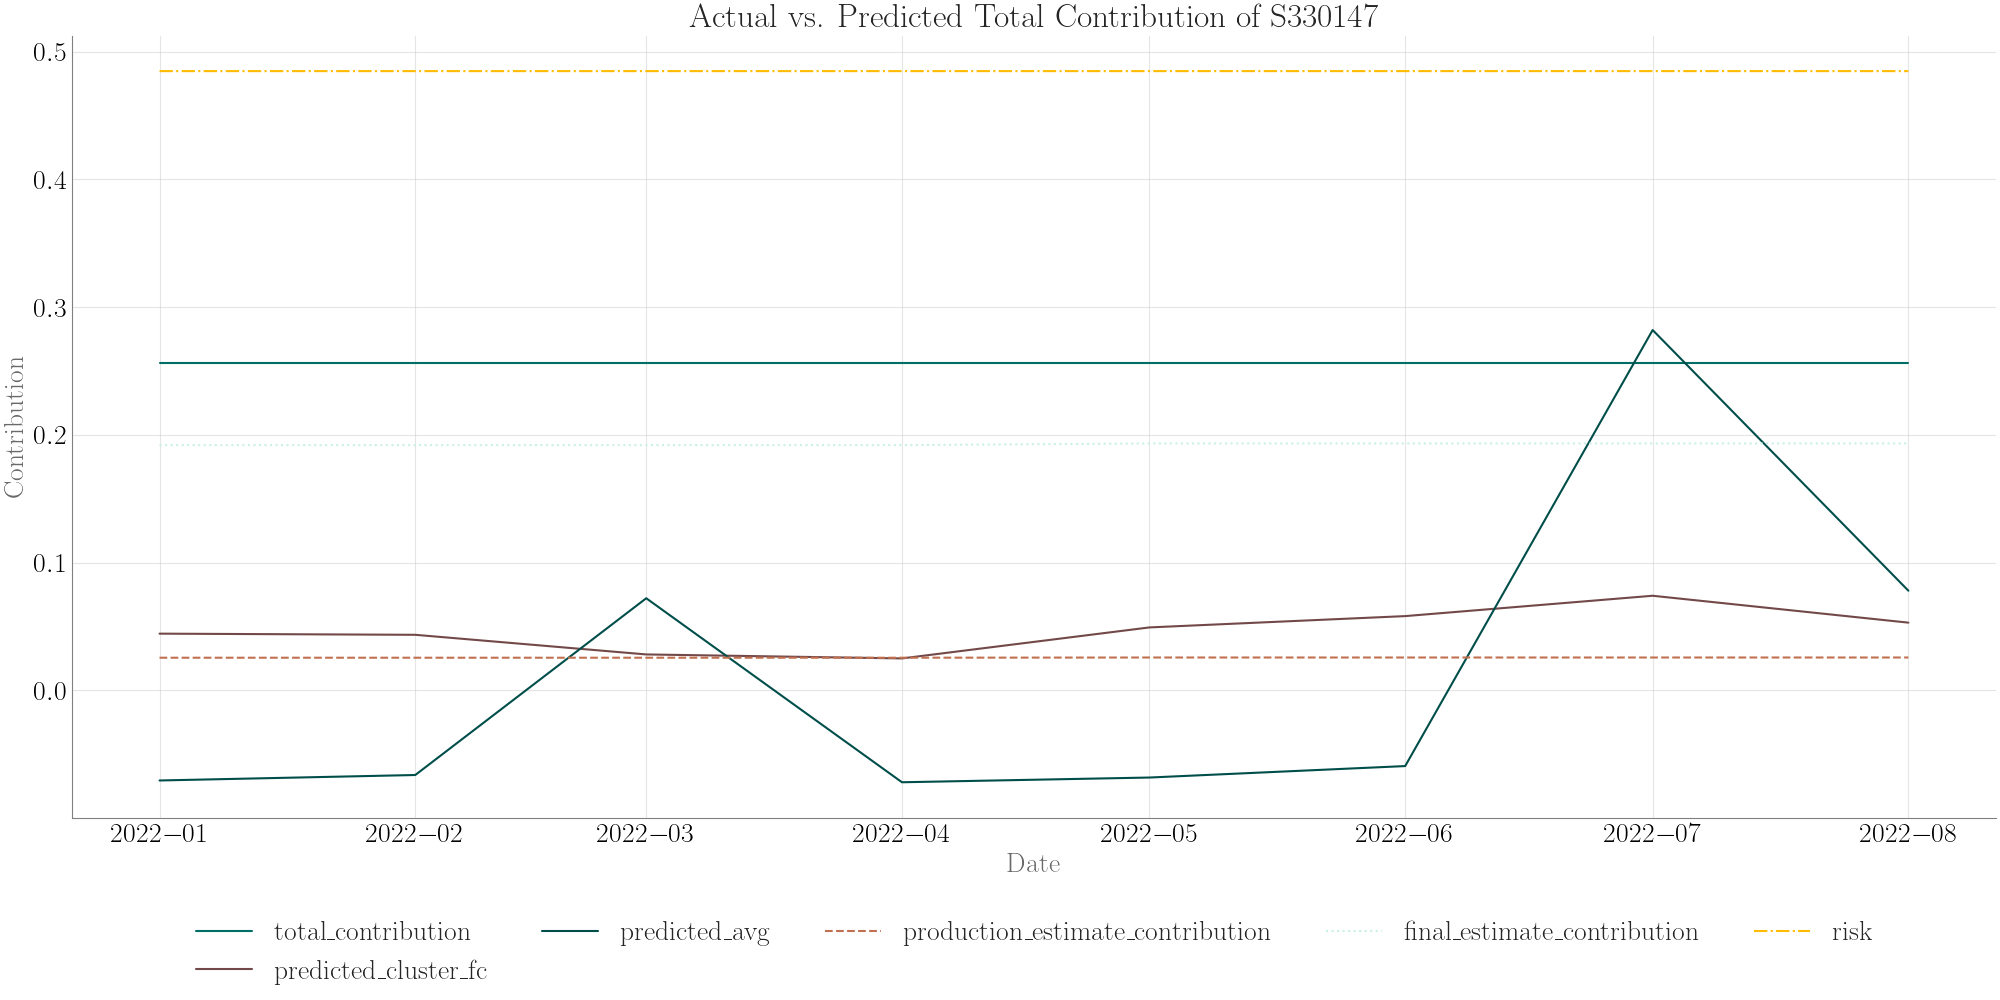 Actual vs. Predicted Total Contribution of S330147
0.5
0.4
0.3
0.2
0.1
0.0
Contribution
2022–01 2022–02 2022–03 2022–04 2022–05 2022–06 2022–07 2022–08
Date
total_contribution predicted_avg production_estimate_contribution final_estimate_contribution risk
predicted_cluster_fc